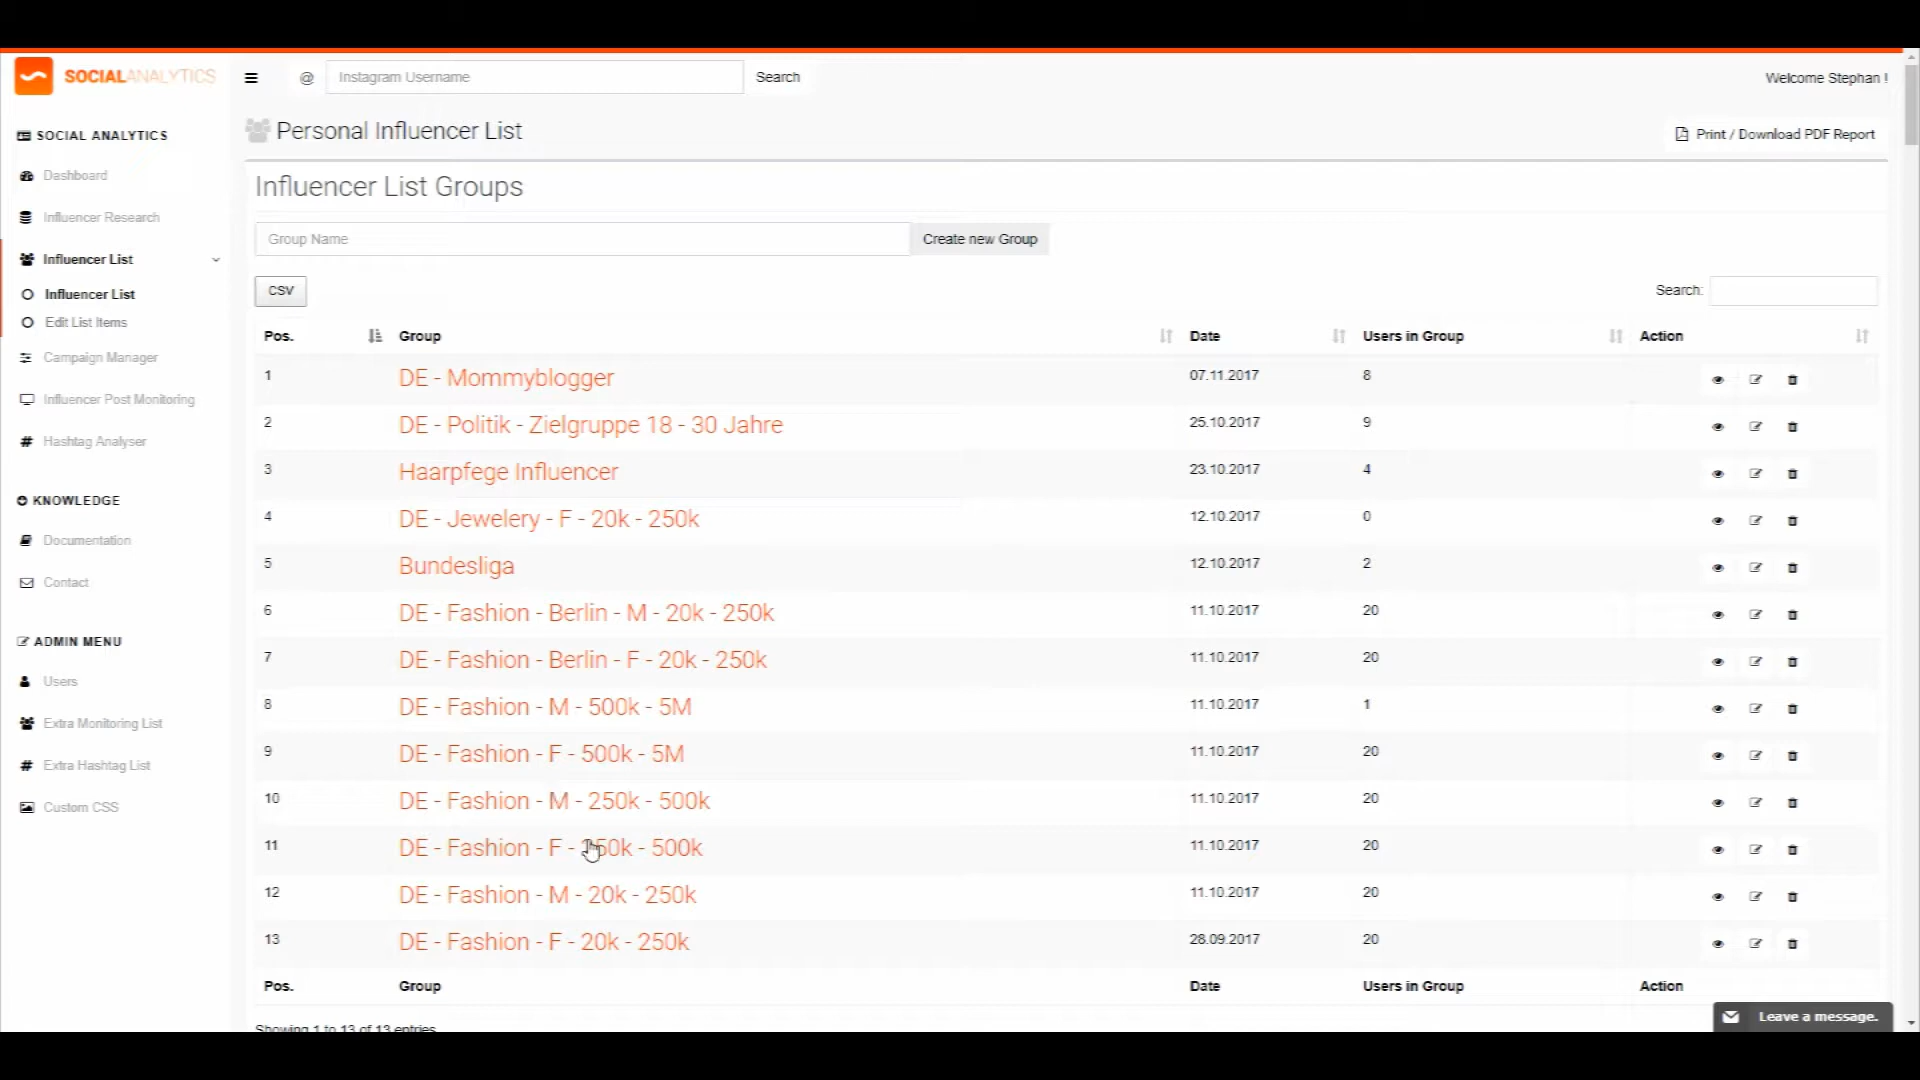 SOCIALANALYTICS
@ Instagram Username Search
Welcome Stephan !
SOCIAL ANALYTICS
Dashboard
Influencer Research
Influencer List
Influencer List
Edit List Items
Campaign Manager
Influencer Post Monitoring
# Hashtag Analyser
KNOWLEDGE
Documentation
Contact
ADMIN MENU
Users
Extra Monitoring List
# Extra Hashtag List
Custom CSS
Personal Influencer List
Print / Download PDF Report
Influencer List Groups
Group Name Create new Group
CSV
Search:
Pos. Group Date Users in Group Action
1 DE - Mommyblogger 07.11.2017 8
2 DE - Politik - Zielgruppe 18 - 30 Jahre 25.10.2017 9
3 Haarpfege Influencer 23.10.2017 4
4 DE - Jewelery - F - 20k - 250k 12.10.2017 0
5 Bundesliga 12.10.2017 2
6 DE - Fashion - Berlin - M - 20k - 250k 11.10.2017 20
7 DE - Fashion - Berlin - F - 20k - 250k 11.10.2017 20
8 DE - Fashion - M - 500k - 5M 11.10.2017 1
9 DE - Fashion - F - 500k - 5M 11.10.2017 20
10 DE - Fashion - M - 250k - 500k 11.10.2017 20
11 DE - Fashion - F - 250k - 500k 11.10.2017 20
12 DE - Fashion - M - 20k - 250k 11.10.2017 20
13 DE - Fashion - F - 20k - 250k 28.09.2017 20
Pos. Group Date Users in Group Action
Showing 1 to 13 of 13 entries
Leave a message.